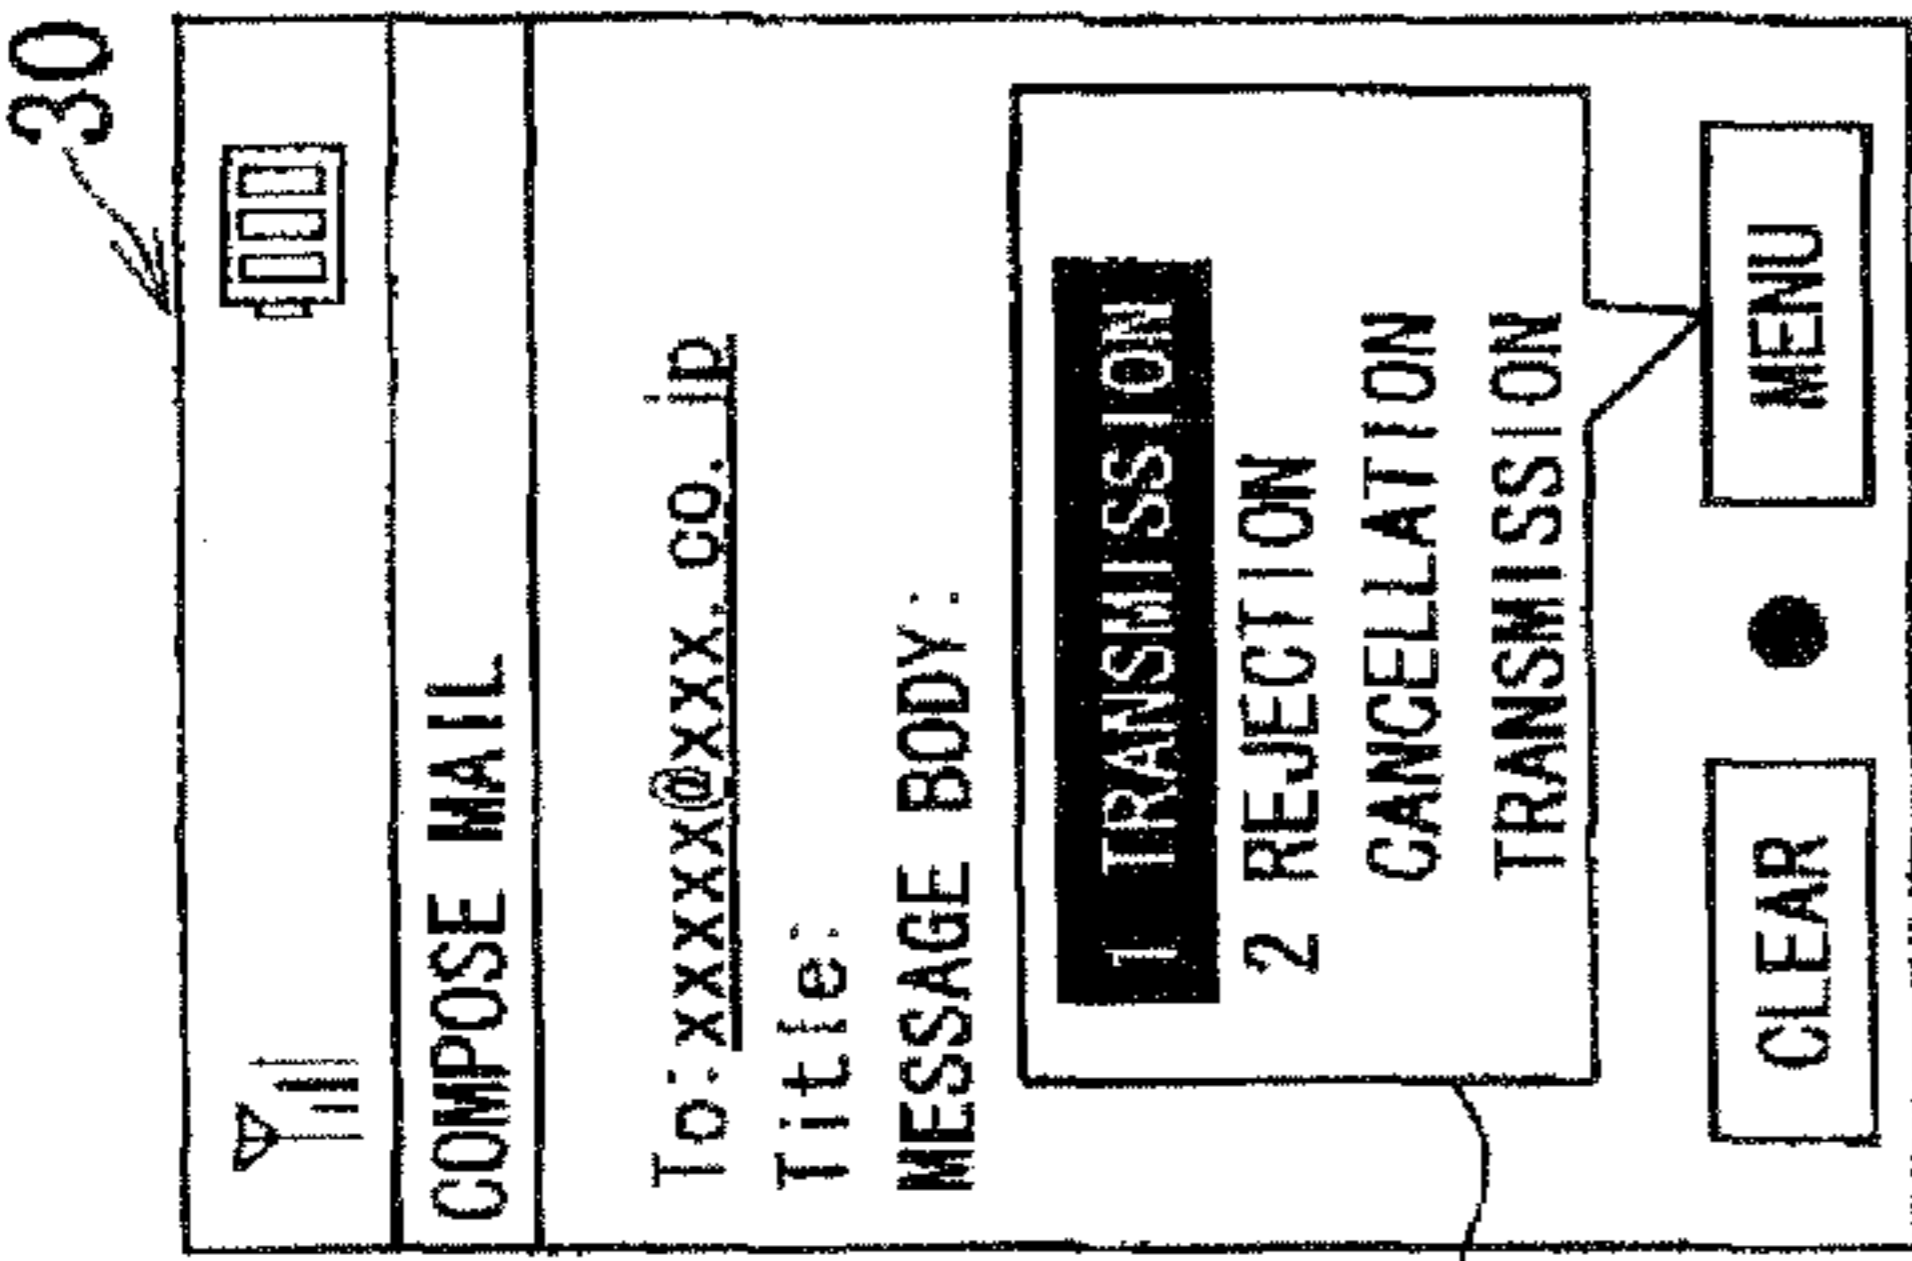 30
COMPOSE MAIL
To:xxxxx@xxx.co.jp
Title:
MESSAGE BODY:
1 TRANSMISSION
2 REJECTION
CANCELLATION
TRANSMISSION
CLEAR
MENU